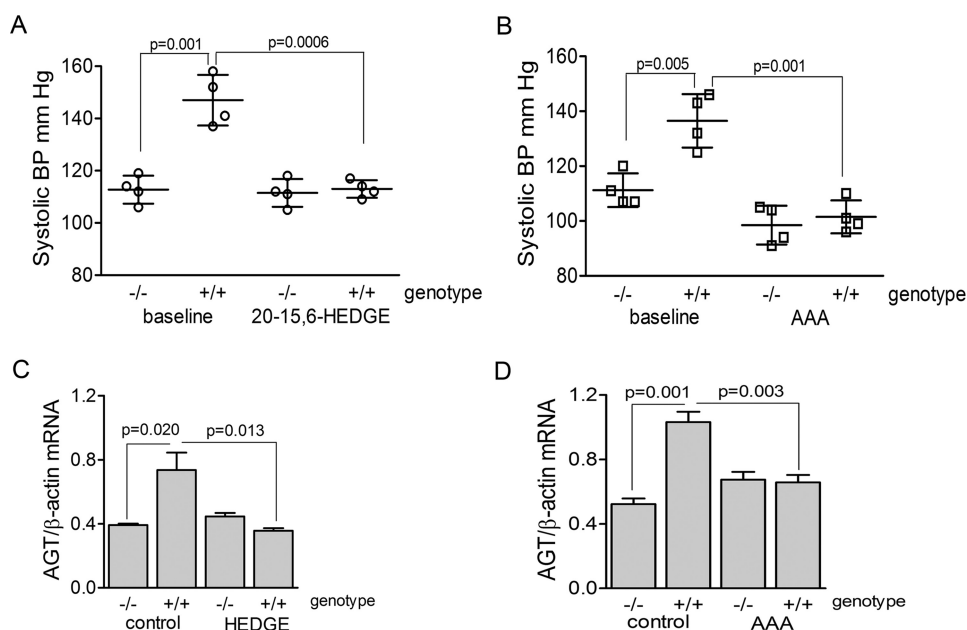 A
p=0.001
p=0.0006
Systolic BP mm Hg
160
140
120
100
80
-/- +/+ -/- +/+ genotype
baseline 20-15,6-HEDGE
B
p=0.005
p=0.001
Systolic BP mm Hg
160
140
120
100
80
-/- +/+ -/- +/+ genotype
baseline AAA
C
AGT/β-actin mRNA
1.2
0.8
0.4
0.0
p=0.020
p=0.013
-/- +/+ -/- +/+ genotype
control HEDGE
D
AGT/β-actin mRNA
1.2
0.8
0.4
0.0
p=0.001
p=0.003
-/- +/+ -/- +/+ genotype
control AAA